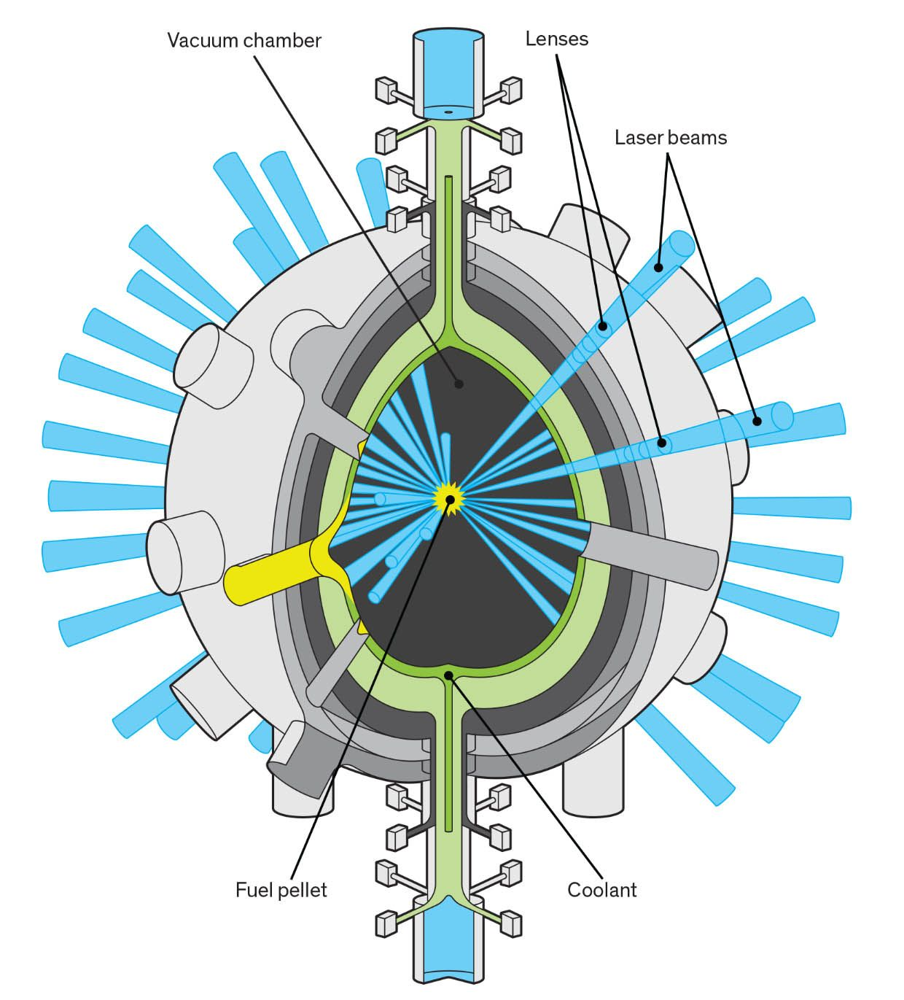 Vacuum chamber
Lenses
Laser beams
Fuel pellet
Coolant